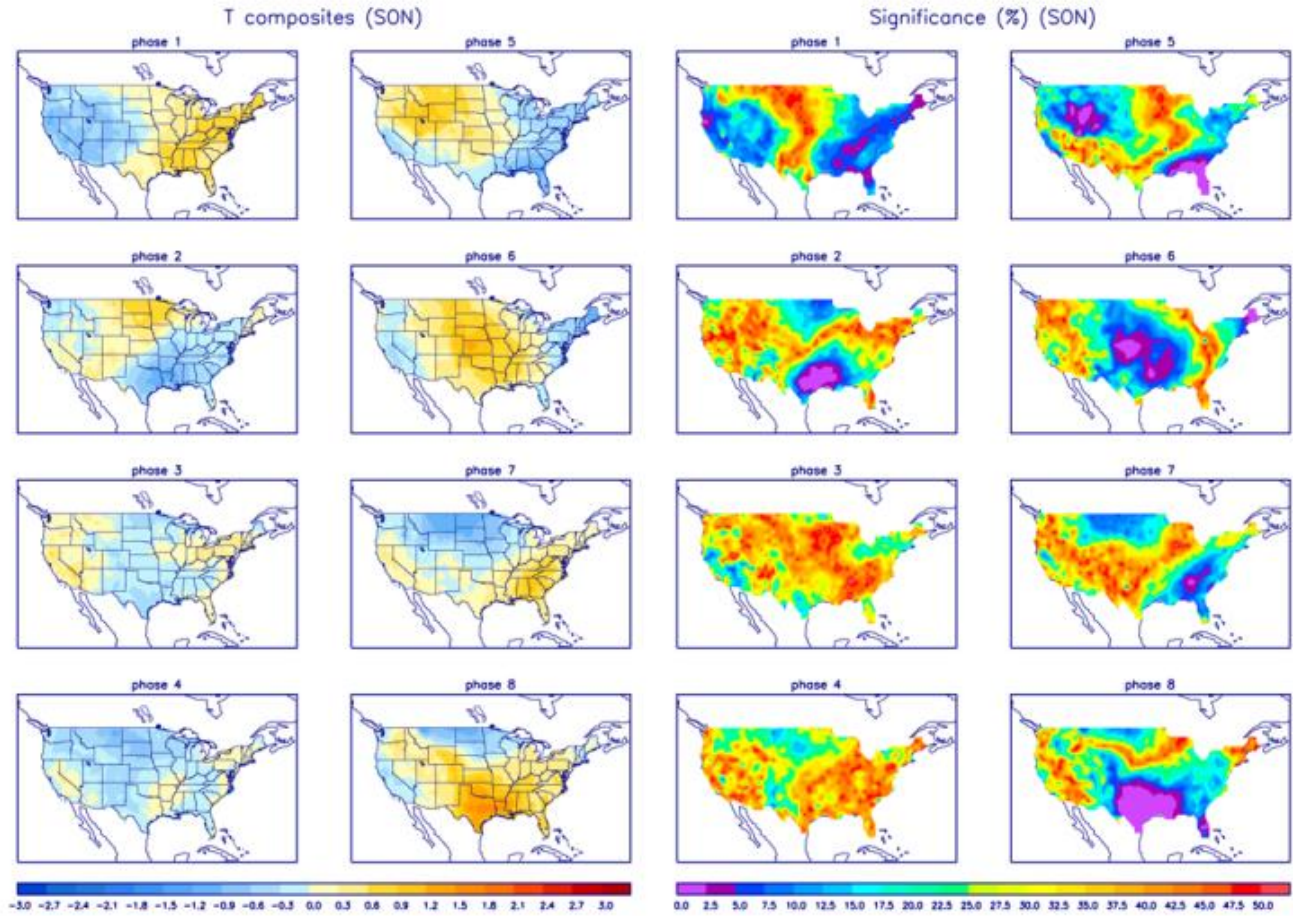 T composites (SON)
Significance (%) (SON)
phase 1
phase 5
phase 1
phase 5
phase 2
phase 6
phase 2
phase 6
phase 3
phase 7
phase 3
phase 7
phase 4
phase 8
phase 4
phase 8
-3.0 -2.7 -2.4 -2.1 -1.8 -1.5 -1.2 -0.9 -0.6 -0.3 0.0 0.3 0.6 0.9 1.2 1.5 1.8 2.1 2.4 2.7 3.0
0.0 2.5 5.0 7.5 10.0 12.5 15.0 17.5 20.0 22.5 25.0 27.5 30.0 32.5 35.0 37.5 40.0 42.5 45.0 47.5 50.0